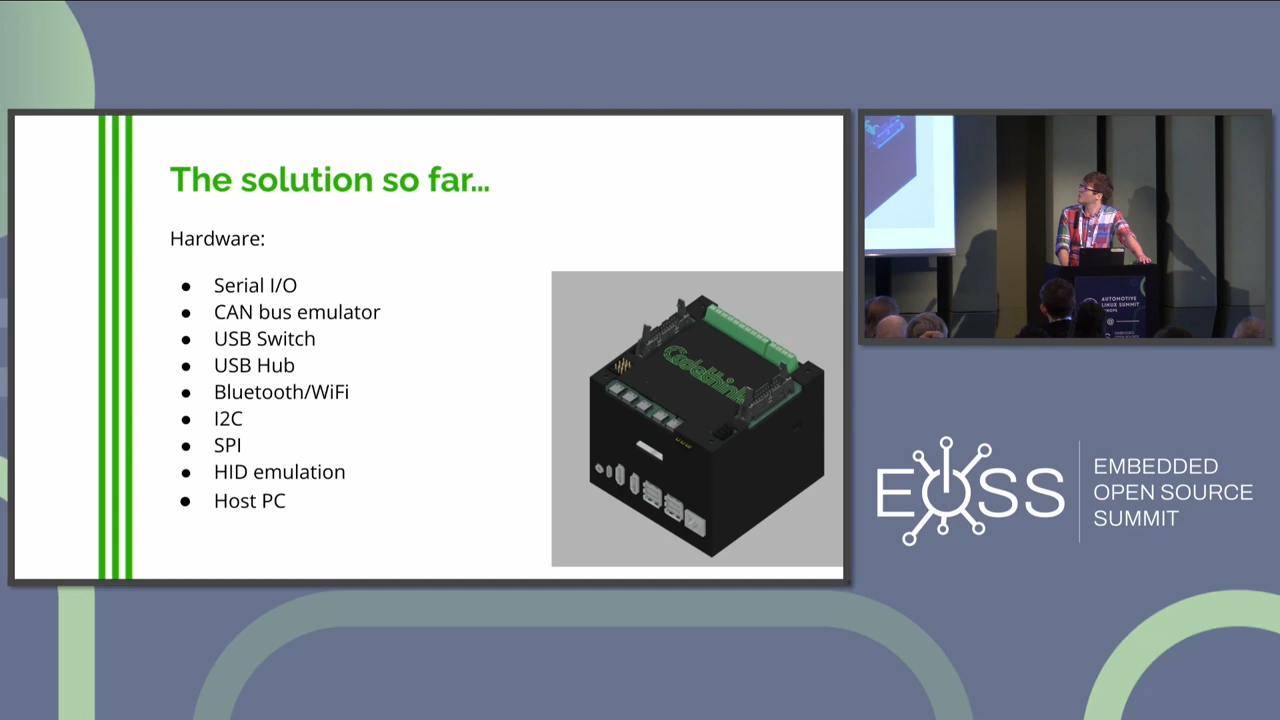 The solution so far...
Hardware:
● Serial I/O
● CAN bus emulator
● USB Switch
● USB Hub
● Bluetooth/WiFi
● I2C
● SPI
● HID emulation
● Host PC
Codethink
AUTOMOTIVE
LINUX SUMMIT
EOSS
EMBEDDED
OPEN SOURCE
SUMMIT